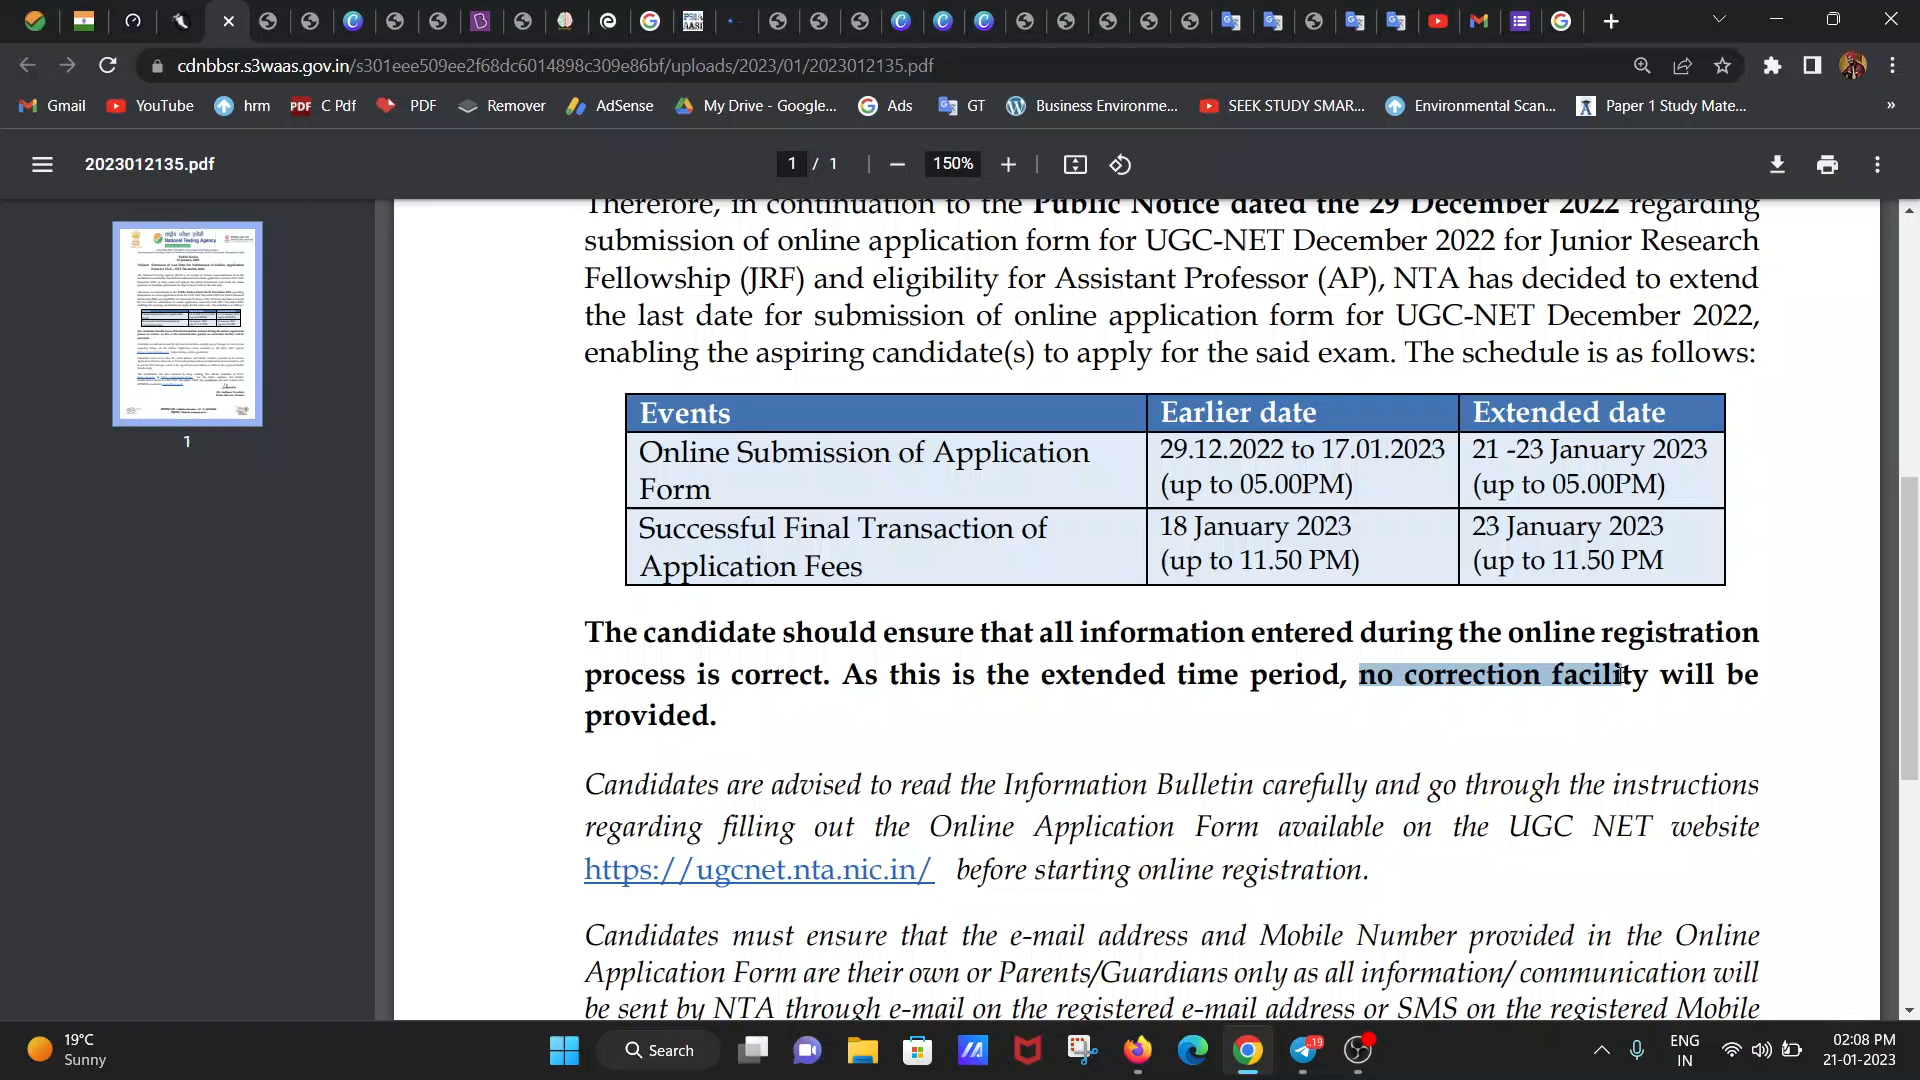 cdnbbsr.s3waas.gov.in/s301eee509ee2f68dc6014898c309e86bf/uploads/2023/01/2023012135.pdf
Gmail YouTube hrm PDF C Pdf PDF Remover AdSense My Drive - Google... Ads GT Business Environme... SEEK STUDY SMAR... Environmental Scan... Paper 1 Study Mate... »
2023012135.pdf 1 / 1 150%
Therefore, in continuation to the Public Notice dated the 29 December 2022 regarding
submission of online application form for UGC-NET December 2022 for Junior Research
Fellowship (JRF) and eligibility for Assistant Professor (AP), NTA has decided to extend
the last date for submission of online application form for UGC-NET December 2022,
enabling the aspiring candidate(s) to apply for the said exam. The schedule is as follows:
Events Earlier date Extended date
Online Submission of Application 29.12.2022 to 17.01.2023 21 -23 January 2023
Form (up to 05.00PM) (up to 05.00PM)
Successful Final Transaction of 18 January 2023 23 January 2023
Application Fees (up to 11.50 PM) (up to 11.50 PM
The candidate should ensure that all information entered during the online registration
process is correct. As this is the extended time period, no correction facility will be
provided.
Candidates are advised to read the Information Bulletin carefully and go through the instructions
regarding filling out the Online Application Form available on the UGC NET website
https://ugcnet.nta.nic.in/ before starting online registration.
Candidates must ensure that the e-mail address and Mobile Number provided in the Online
Application Form are their own or Parents/Guardians only as all information/ communication will
be sent by NTA through e-mail on the registered e-mail address or SMS on the registered Mobile
National Testing Agency
1
19°C
Sunny
Search
19
ENG
IN
02:08 PM
21-01-2023